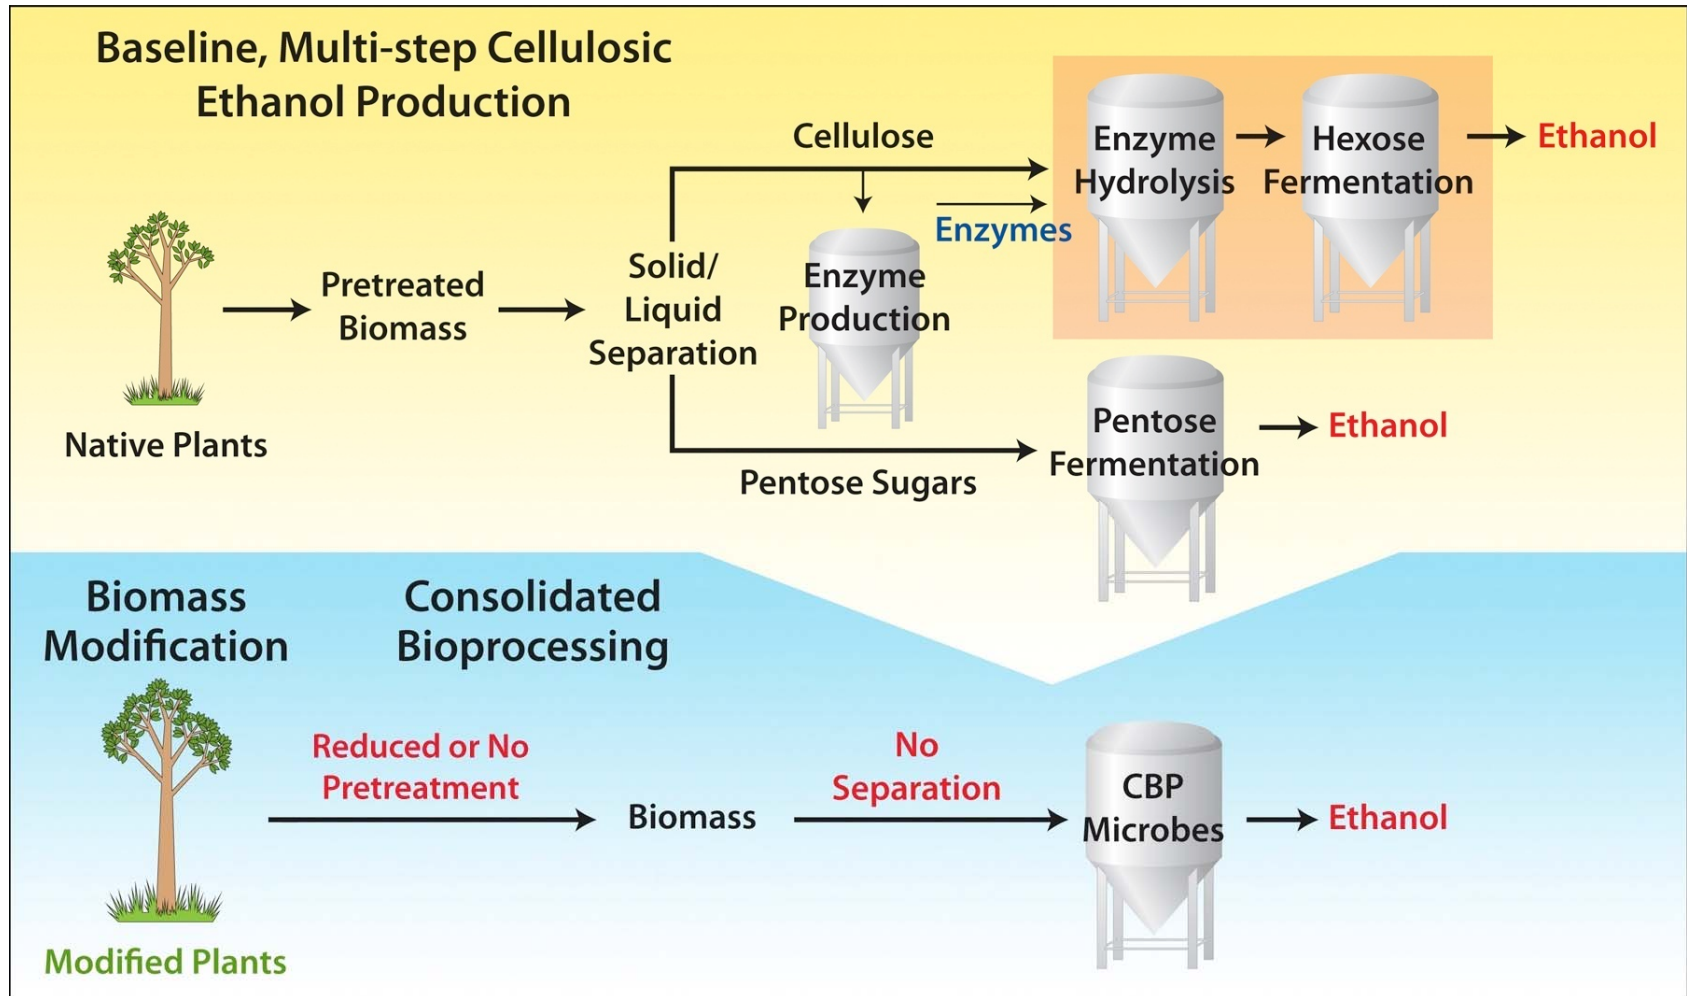 Baseline, Multi-step Cellulosic
Ethanol Production
Native Plants
Pretreated
Biomass
Solid/
Liquid
Separation
Cellulose
Enzyme
Production
Enzymes
Enzyme
Hydrolysis
Hexose
Fermentation
Ethanol
Pentose Sugars
Pentose
Fermentation
Ethanol
Biomass
Modification
Consolidated
Bioprocessing
Modified Plants
Reduced or No
Pretreatment
Biomass
No
Separation
CBP
Microbes
Ethanol